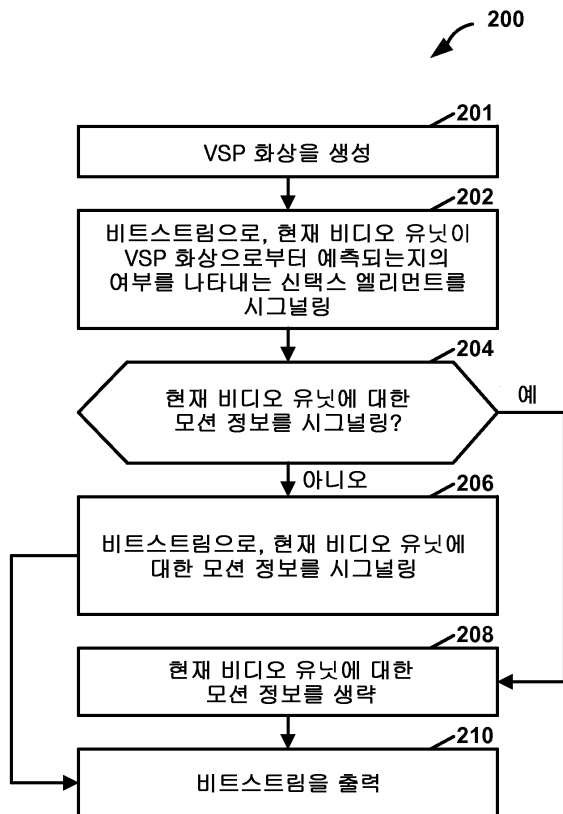 200
201
VSP 화상을 생성
202
비트스트림으로, 현재 비디오 유닛이
VSP 화상으로부터 예측되는지의
여부를 나타내는 신택스 엘리먼트를
시그널링
204
현재 비디오 유닛에 대한
모션 정보를 시그널링?
예
아니오
206
비트스트림으로, 현재 비디오 유닛에
대한 모션 정보를 시그널링
208
현재 비디오 유닛에 대한
모션 정보를 생략
210
비트스트림을 출력